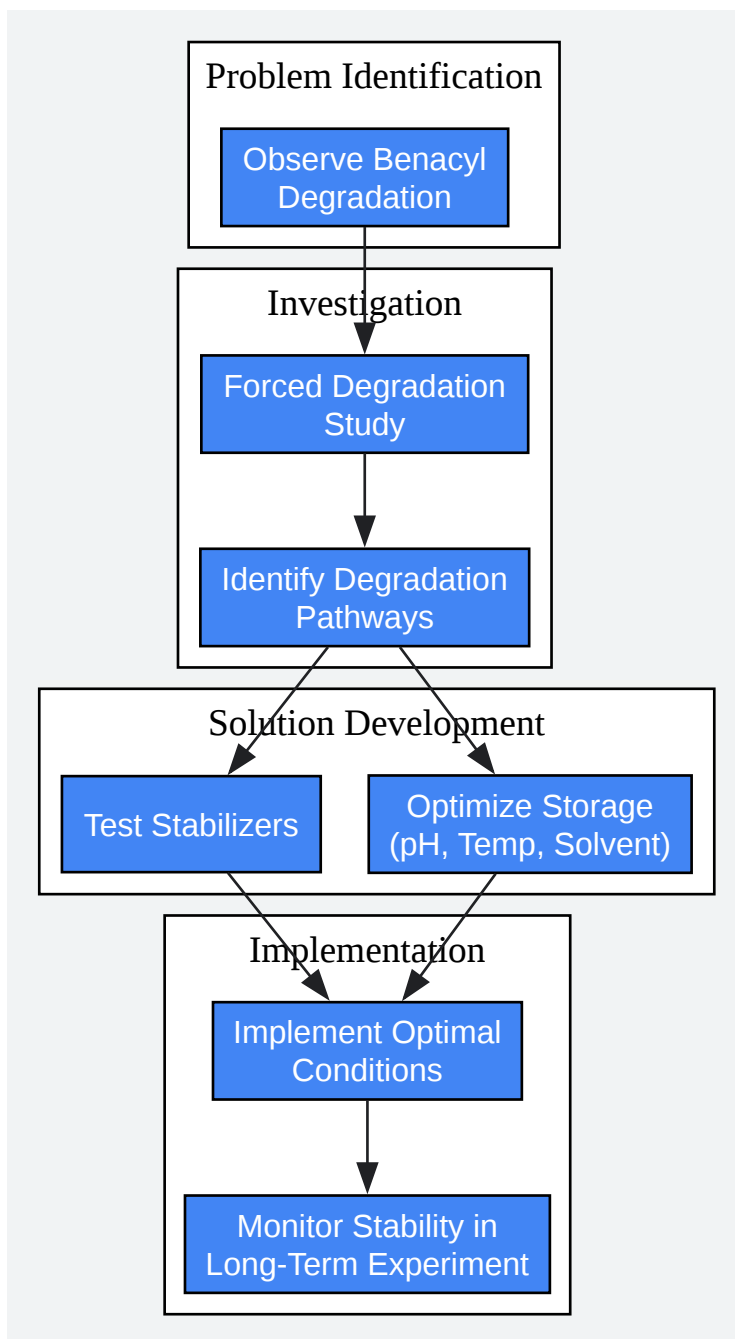 Problem Identification
Observe Benacyl
Degradation
Investigation
Forced Degradation
Study
Identify Degradation
Pathways
Solution Development
Test Stabilizers
Optimize Storage
(pH, Temp, Solvent)
Implementation
Implement Optimal
Conditions
Monitor Stability in
Long-Term Experiment